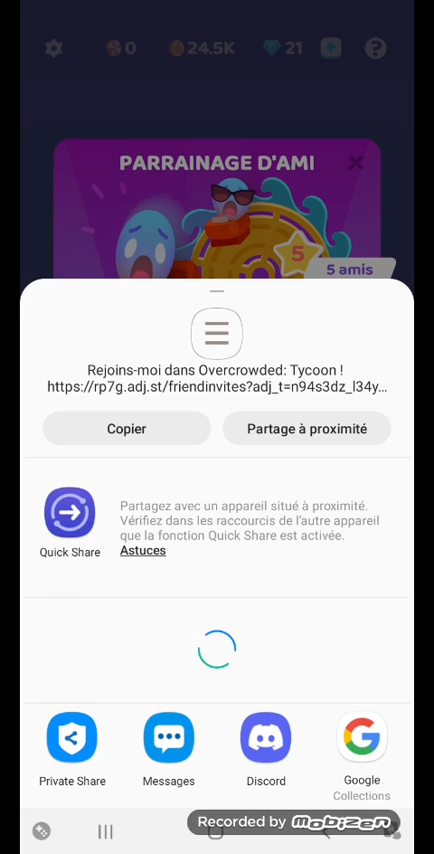 0 24.5K 21 ?
PARRAINAGE D'AMI
5
5 amis
Rejoins-moi dans Overcrowded: Tycoon !
https://rp7g.adj.st/friendinvites?adj_t=n94s3dz_l34y...
Copier
Partage à proximité
Partagez avec un appareil situé à proximité.
Vérifiez dans les raccourcis de l'autre appareil
que la fonction Quick Share est activée.
Astuces
Quick Share
Private Share
Messages
Discord
Google
Collections
Recorded by Mobizen